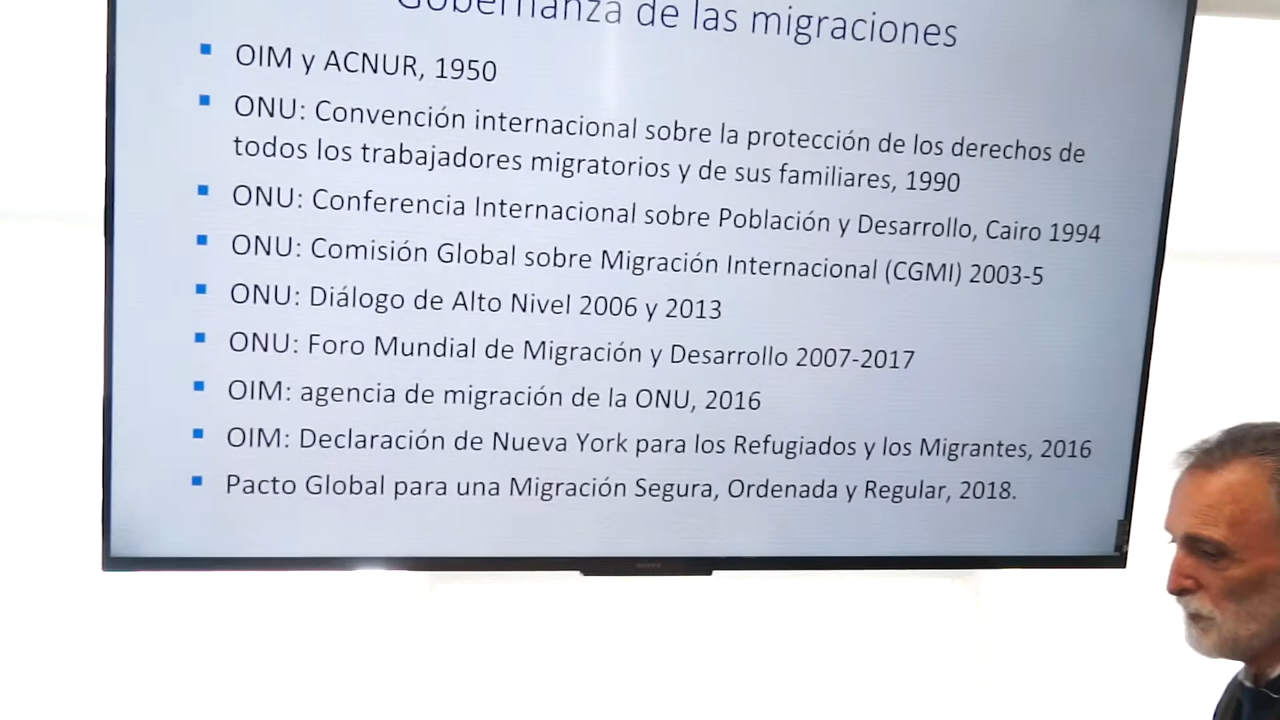 Gobernanza de las migraciones
OIM y ACNUR, 1950
ONU: Convención internacional sobre la protección de los derechos de
todos los trabajadores migratorios y de sus familiares, 1990
ONU: Conferencia Internacional sobre Población y Desarrollo, Cairo 1994
ONU: Comisión Global sobre Migración Internacional (CGMI) 2003-5
ONU: Diálogo de Alto Nivel 2006 y 2013
ONU: Foro Mundial de Migración y Desarrollo 2007-2017
OIM: agencia de migración de la ONU, 2016
OIM: Declaración de Nueva York para los Refugiados y los Migrantes, 2016
Pacto Global para una Migración Segura, Ordenada y Regular, 2018.
SONY